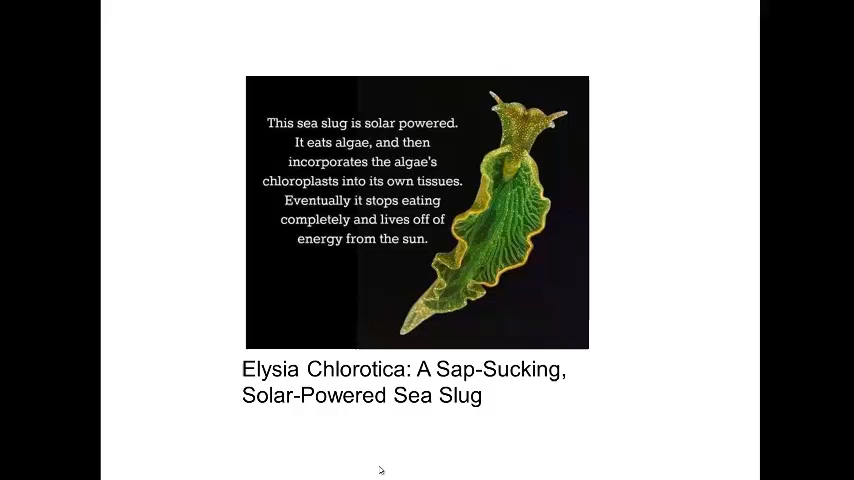 This sea slug is solar powered.
It eats algae, and then
incorporates the algae's
chloroplasts into its own tissues.
Eventually it stops eating
completely and lives off of
energy from the sun.
Elysia Chlorotica: A Sap-Sucking,
Solar-Powered Sea Slug